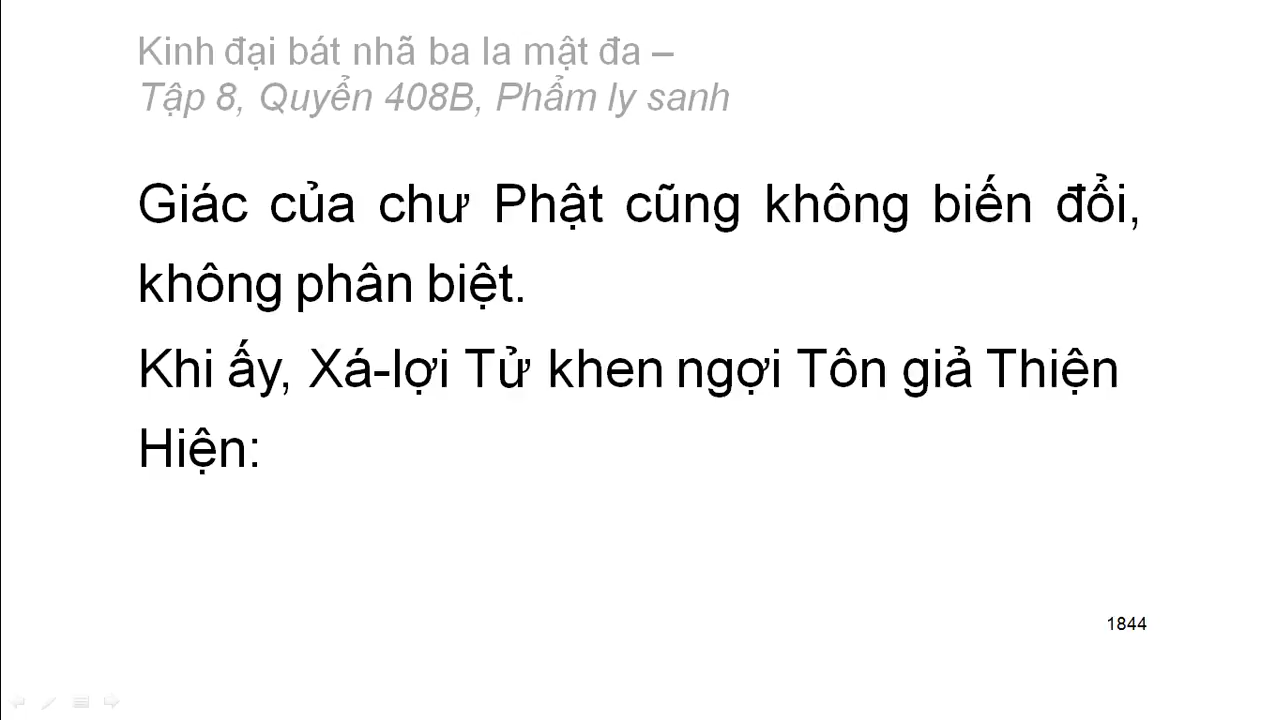 Kinh đại bát nhã ba la mật đa –
Tập 8, Quyển 408B, Phẩm ly sanh
Giác của chư Phật cũng không biến đổi,
không phân biệt.
Khi ấy, Xá-lợi Tử khen ngợi Tôn giả Thiện
Hiện:
1844